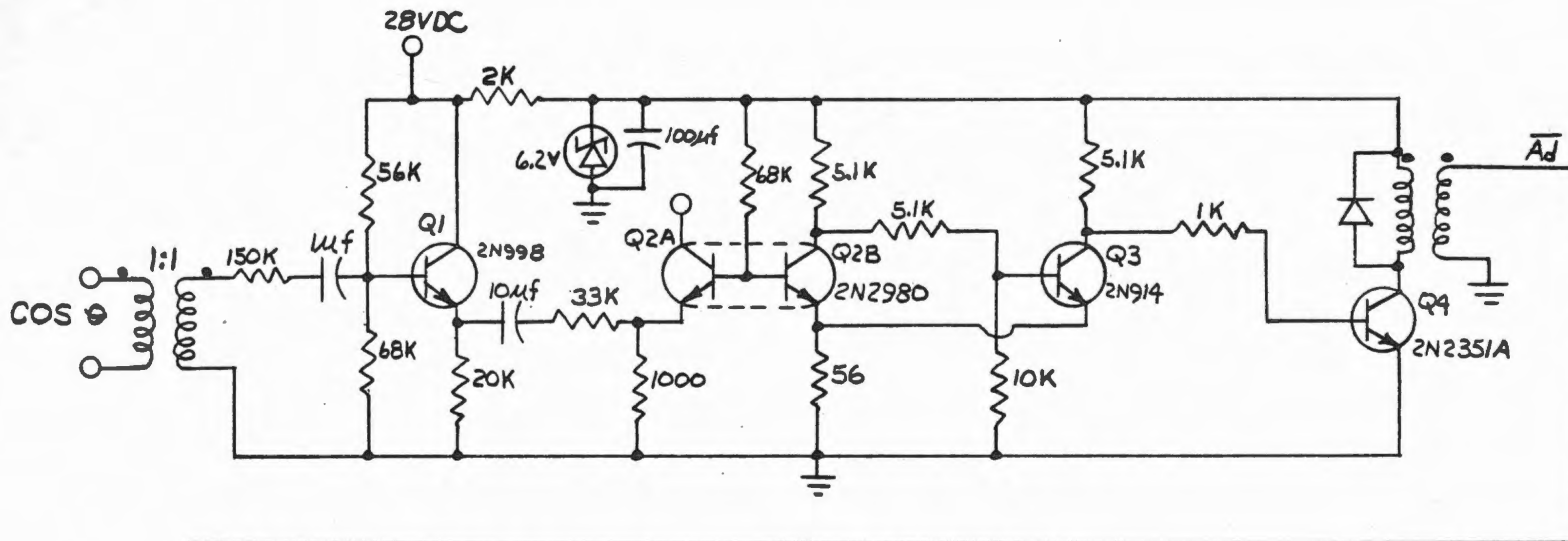 28VDC
2K
56K
6.2V
100µf
68K
5.1K
5.1K
Q1
2N998
Q2A
Q2B
2N2980
5.1K
Q3
2N914
1K
Ad
Q4
2N2351A
COS θ
1:1
150K
1µf
10µf
33K
68K
20K
1000
56
10K